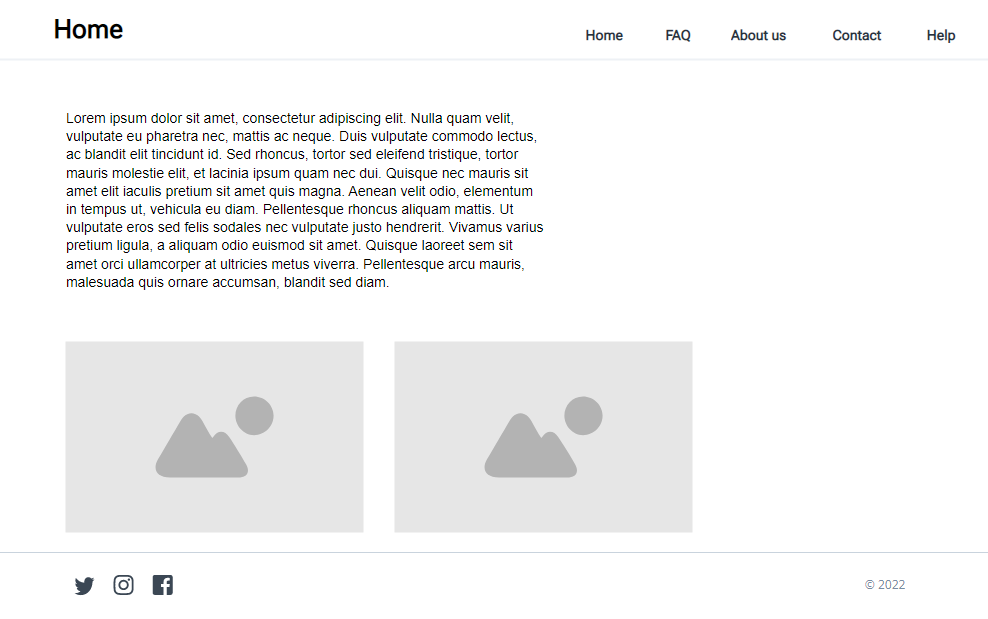 Home
Home FAQ About us Contact Help
Lorem ipsum dolor sit amet, consectetur adipiscing elit. Nulla quam velit,
vulputate eu pharetra nec, mattis ac neque. Duis vulputate commodo lectus,
ac blandit elit tincidunt id. Sed rhoncus, tortor sed eleifend tristique, tortor
mauris molestie elit, et lacinia ipsum quam nec dui. Quisque nec mauris sit
amet elit iaculis pretium sit amet quis magna. Aenean velit odio, elementum
in tempus ut, vehicula eu diam. Pellentesque rhoncus aliquam mattis. Ut
vulputate eros sed felis sodales nec vulputate justo hendrerit. Vivamus varius
pretium ligula, a aliquam odio euismod sit amet. Quisque laoreet sem sit
amet orci ullamcorper at ultricies metus viverra. Pellentesque arcu mauris,
malesuada quis ornare accumsan, blandit sed diam.
© 2022